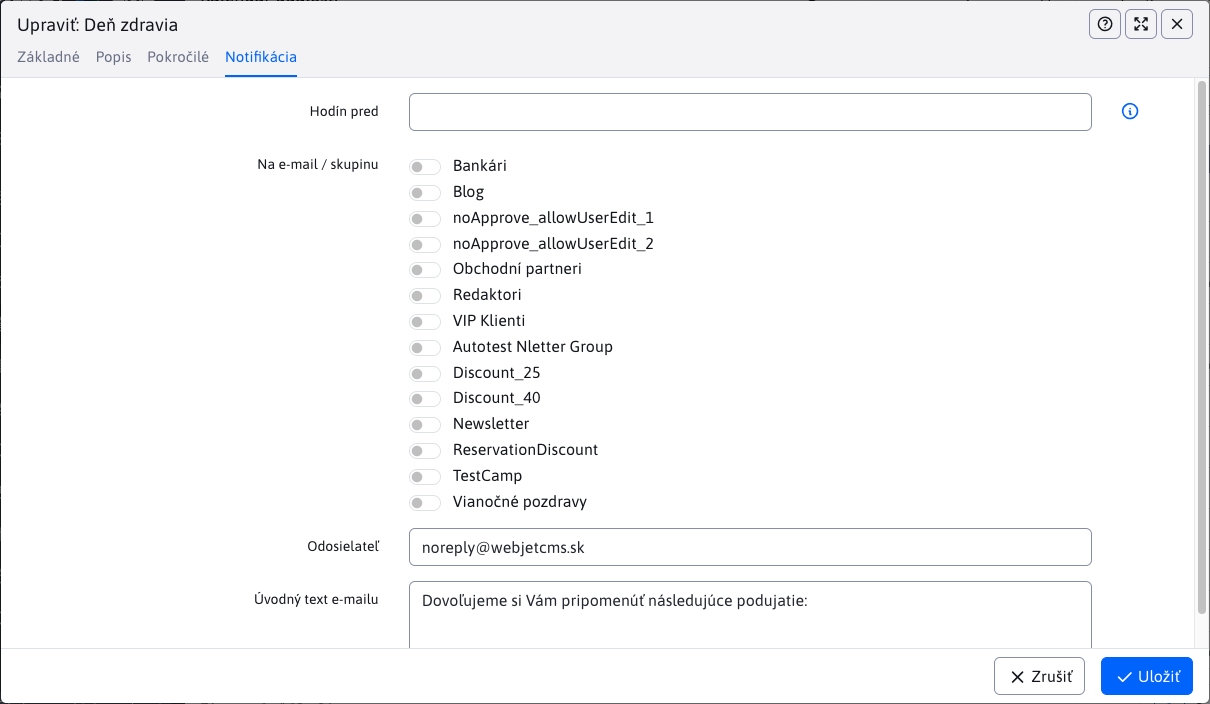 Upraviť: Deň zdravia
Základné Popis Pokročilé Notifikácia
Hodín pred
Na e-mail / skupinu
Bankári
Blog
noApprove_allowUserEdit_1
noApprove_allowUserEdit_2
Obchodní partneri
Redaktori
VIP Klienti
Autotest Nletter Group
Discount_25
Discount_40
Newsletter
ReservationDiscount
TestCamp
Vianočné pozdravy
Odosielateľ noreply@webjetcms.sk
Úvodný text e-mailu Dovoľujeme si Vám pripomenúť následujúce podujatie:
Zrušiť Uložiť